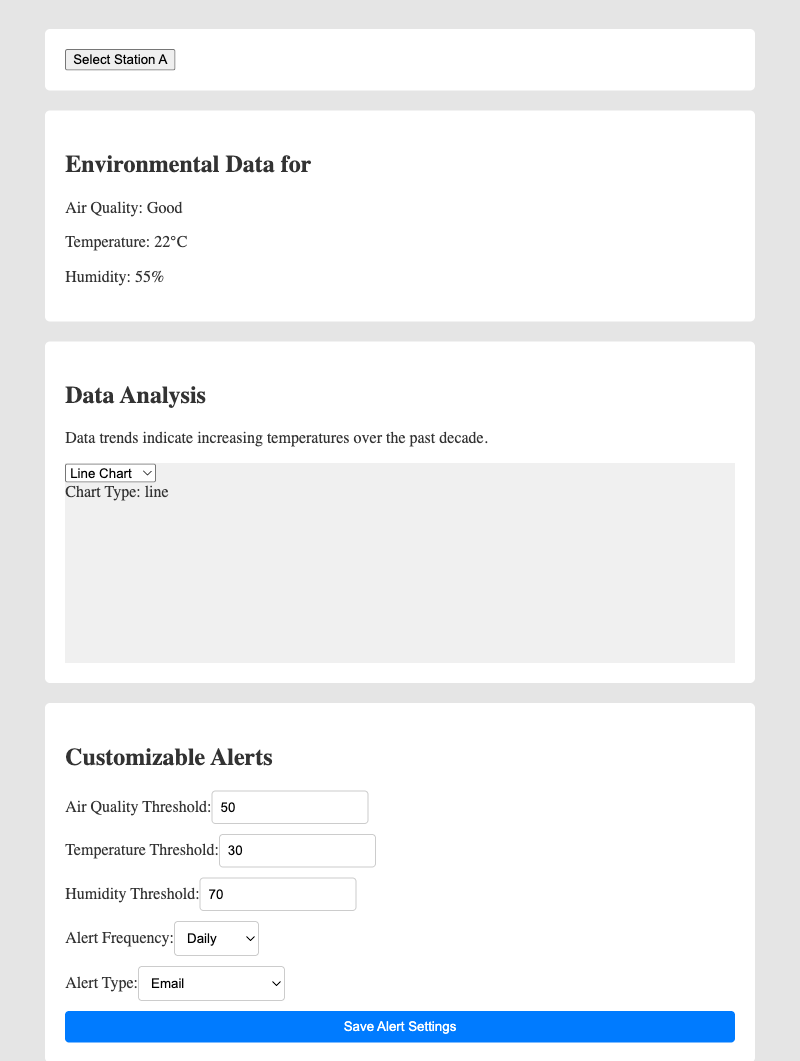 Select Station A
Environmental Data for
Air Quality: Good
Temperature: 22°C
Humidity: 55%
Data Analysis
Data trends indicate increasing temperatures over the past decade.
Line Chart
Chart Type: line
Customizable Alerts
Air Quality Threshold: 50
Temperature Threshold: 30
Humidity Threshold: 70
Alert Frequency: Daily
Alert Type: Email
Save Alert Settings